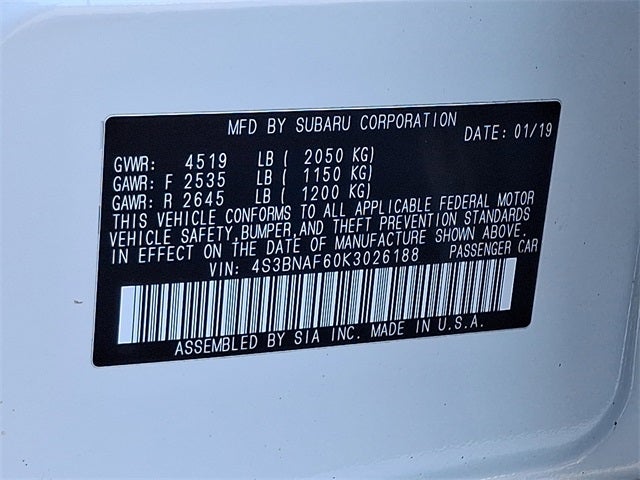 MFD BY SUBARU CORPORATION DATE: 01/19
GVWR: 4519 LB ( 2050 KG)
GAWR: F 2535 LB ( 1150 KG)
GAWR: R 2645 LB ( 1200 KG)
THIS VEHICLE CONFORMS TO ALL APPLICABLE FEDERAL MOTOR
VEHICLE SAFETY,BUMPER,AND THEFT PREVENTION STANDARDS
IN EFFECT ON THE DATE OF MANUFACTURE SHOWN ABOVE.
VIN: 4S3BNAF60K3026188 PASSENGER CAR
ASSEMBLED BY SIA INC. MADE IN U.S.A.